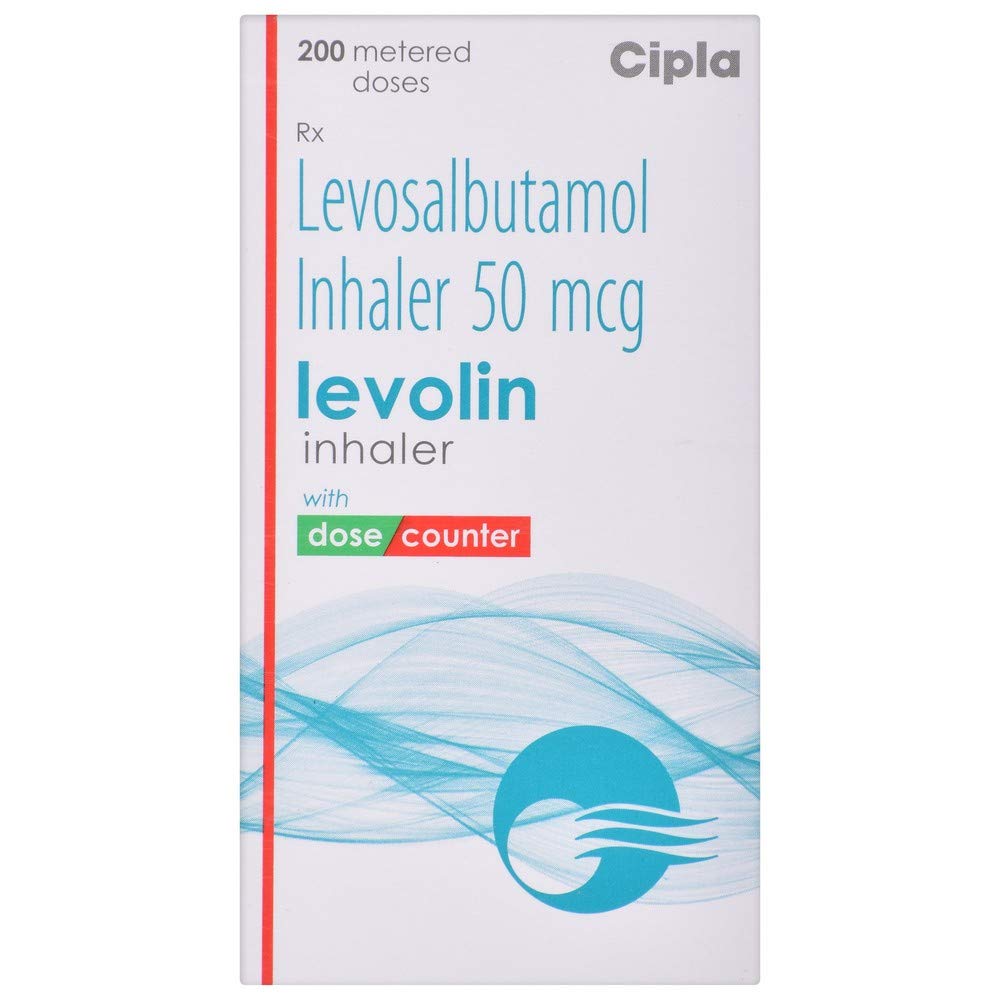 200 metered
doses
Cipla
Rx
Levosalbutamol
Inhaler 50 mcg
levolin
inhaler
with
dose/counter